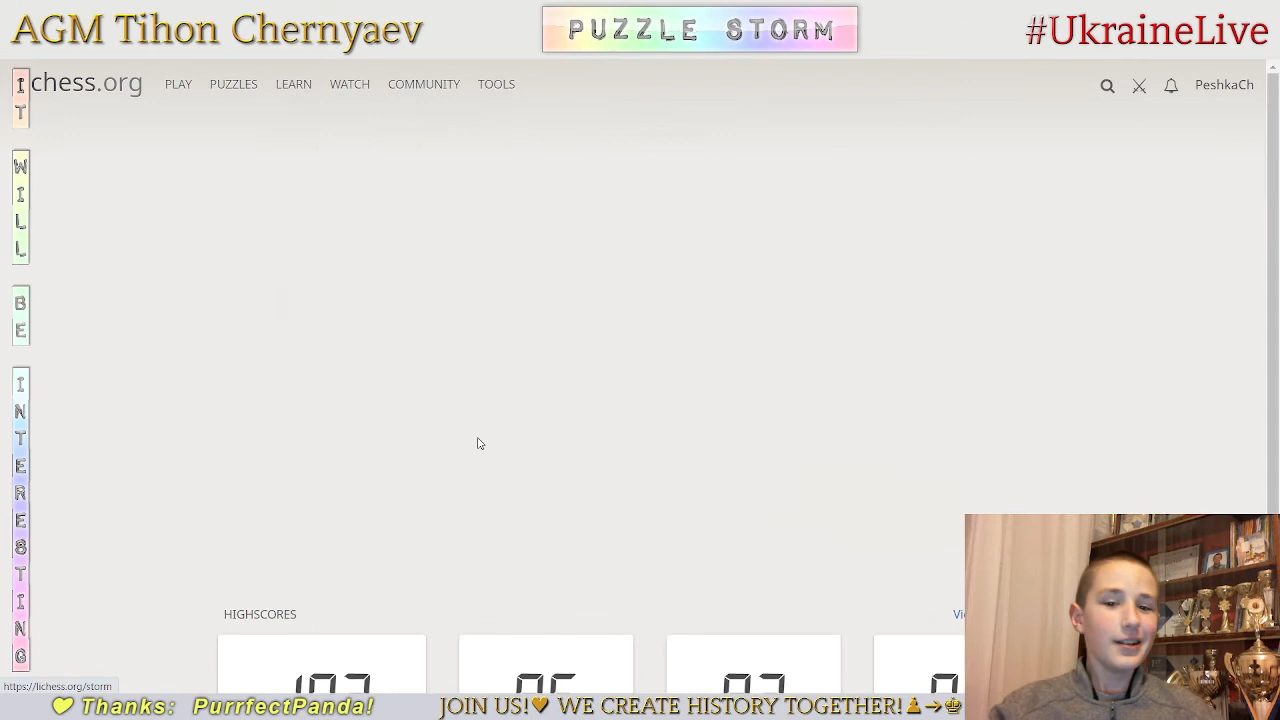 AGM Tihon Chernyaev
PUZZLE STORM
#UkraineLive
lichess.org PLAY PUZZLES LEARN WATCH COMMUNITY TOOLS PeshkaCh
IT
WILL
BE
INTERESTING
HIGHSCORES
https://lichess.org/storm
Thanks: PurrfectPanda!
JOIN US! WE CREATE HISTORY TOGETHER!